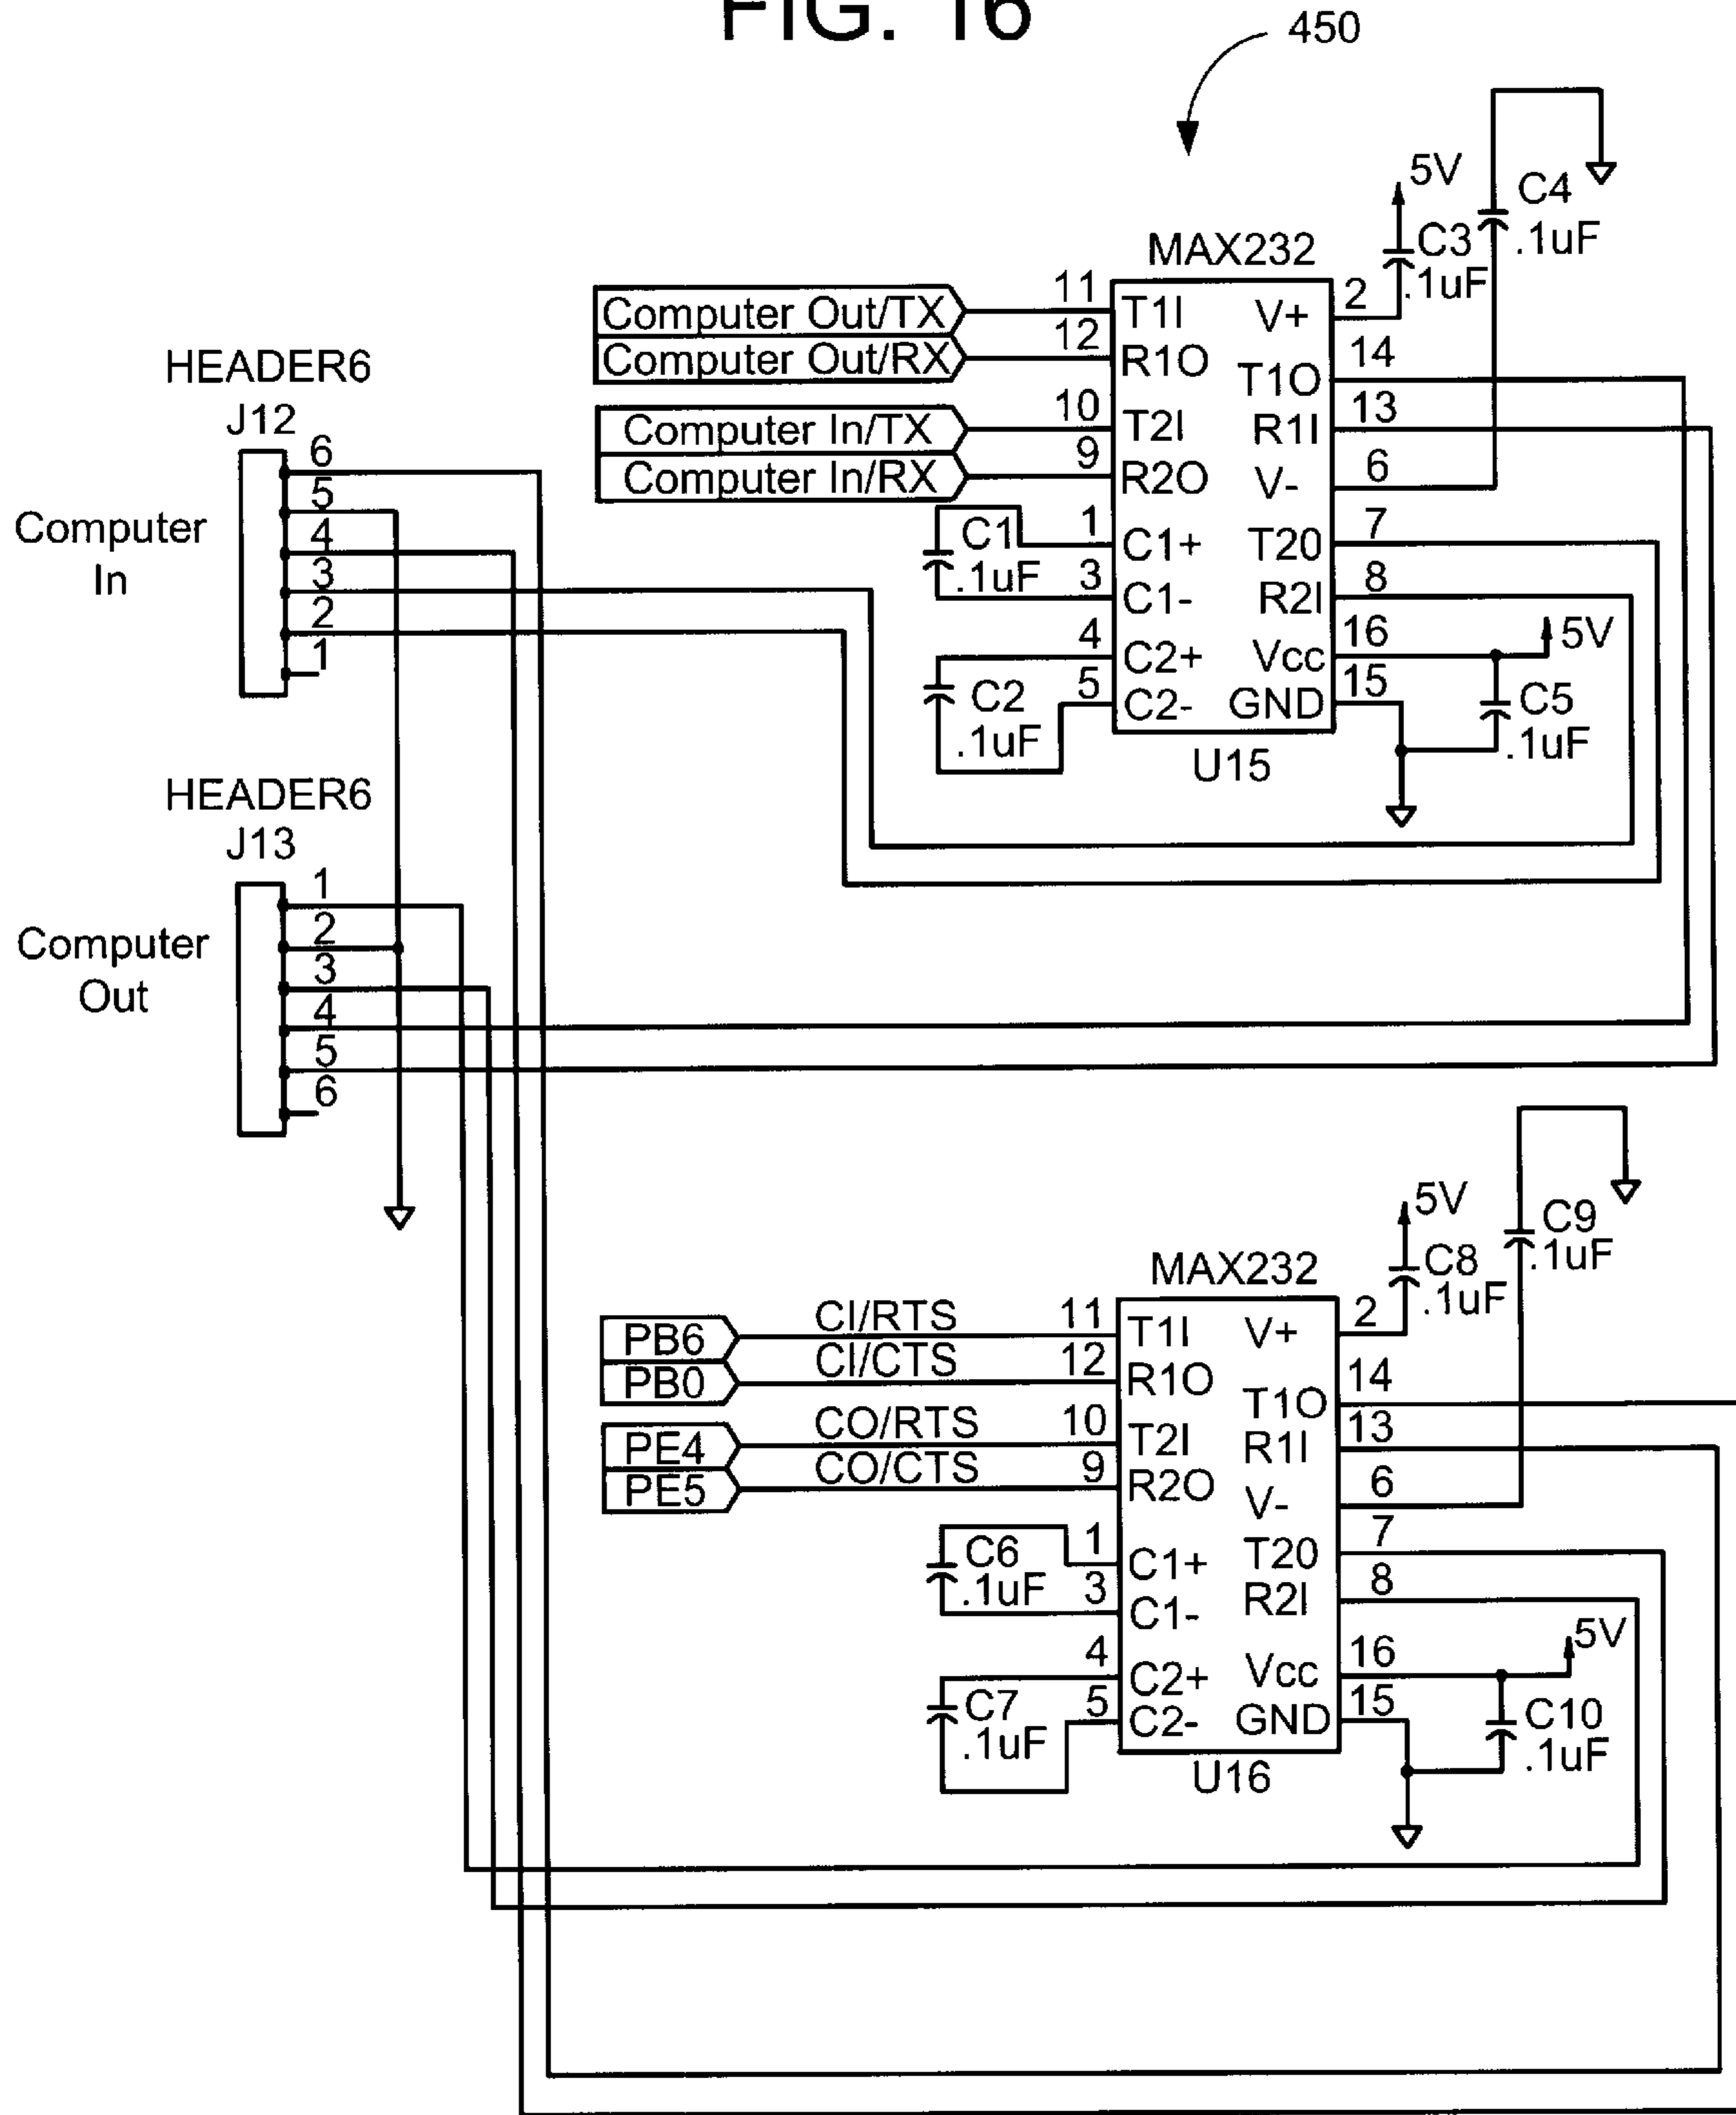 FIG. 16
450
HEADER6
J12
Computer
In
6
5
4
3
2
1
HEADER6
J13
Computer
Out
1
2
3
4
5
6
MAX232
Computer Out/TX
Computer Out/RX
Computer In/TX
Computer In/RX
11
12
10
9
1
3
4
5
T1I
R1O
T2I
R2O
C1+
C1-
C2+
C2-
V+
T1O
R1I
V-
T20
R2I
Vcc
GND
2
14
13
6
7
8
16
15
U15
C1
.1uF
C2
.1uF
5V
C3
.1uF
C4
.1uF
5V
C5
.1uF
MAX232
PB6
PB0
PE4
PE5
CI/RTS
CI/CTS
CO/RTS
CO/CTS
11
12
10
9
1
3
4
5
T1I
R1O
T2I
R2O
C1+
C1-
C2+
C2-
V+
T1O
R1I
V-
T20
R2I
Vcc
GND
2
14
13
6
7
8
16
15
U16
C6
.1uF
C7
.1uF
5V
C8
.1uF
C9
.1uF
5V
C10
.1uF